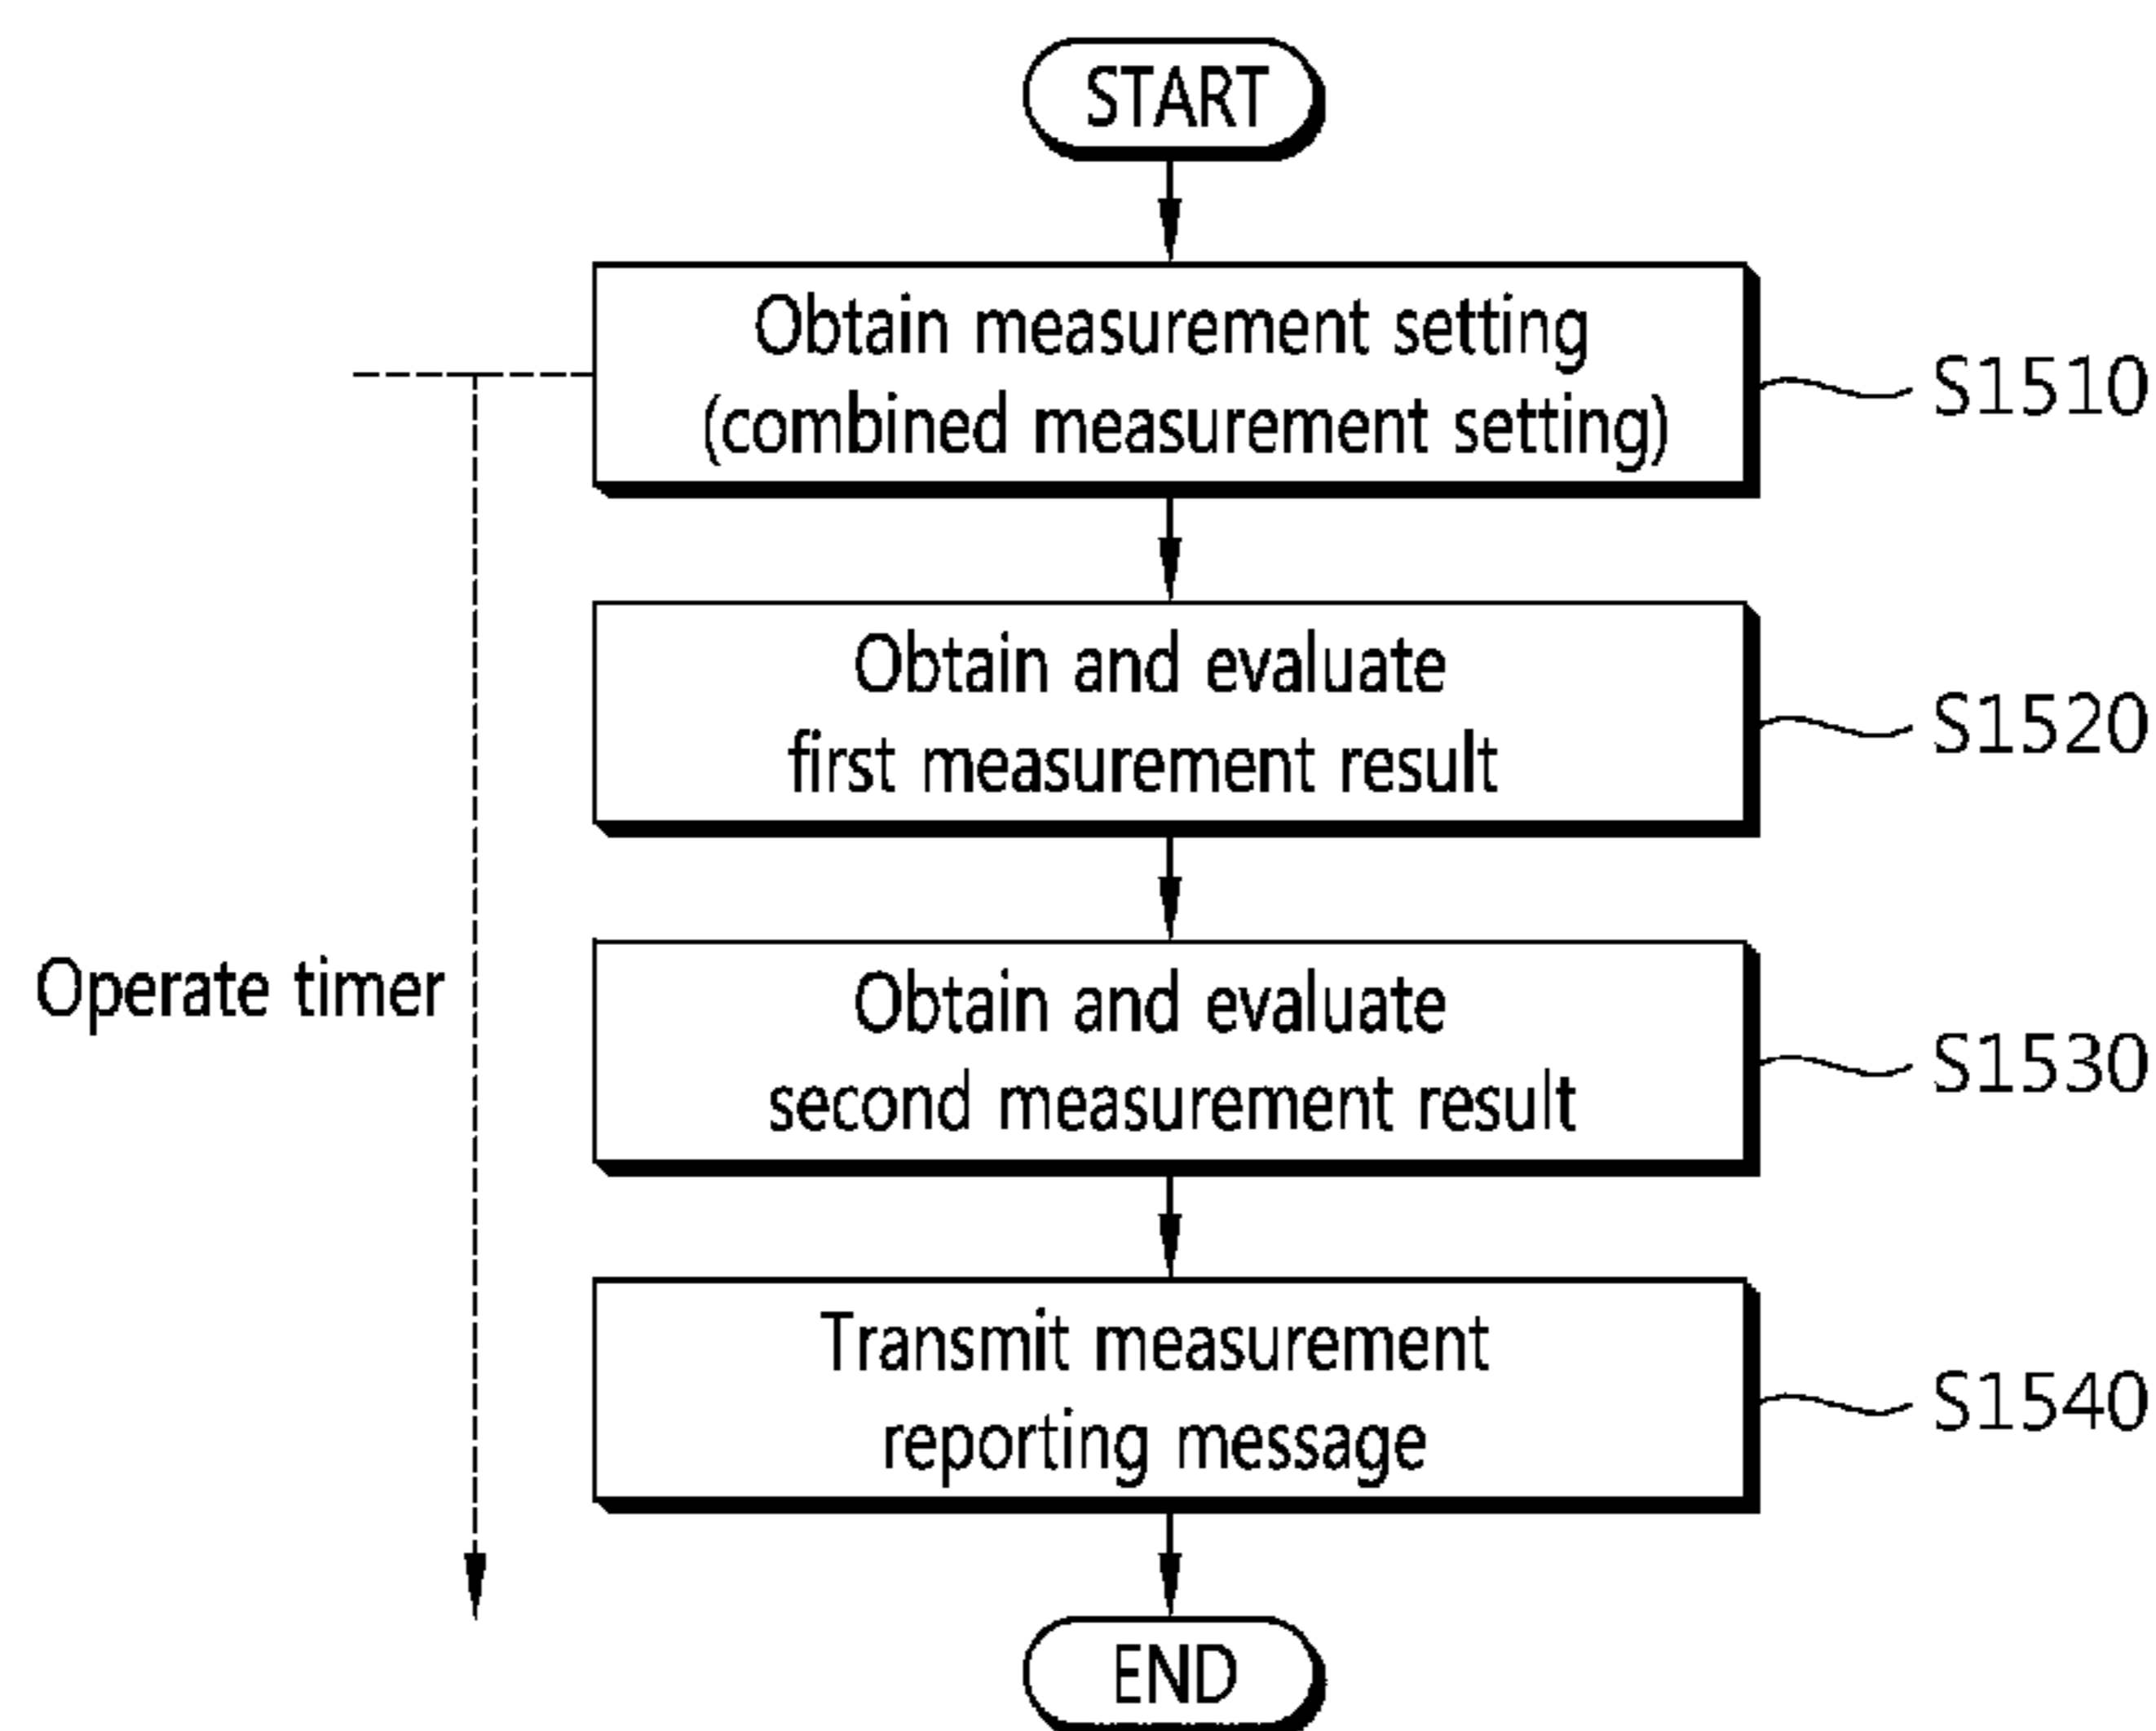 START
Obtain measurement setting
(combined measurement setting)
S1510
Obtain and evaluate
first measurement result
S1520
Operate timer
Obtain and evaluate
second measurement result
S1530
Transmit measurement
reporting message
S1540
END